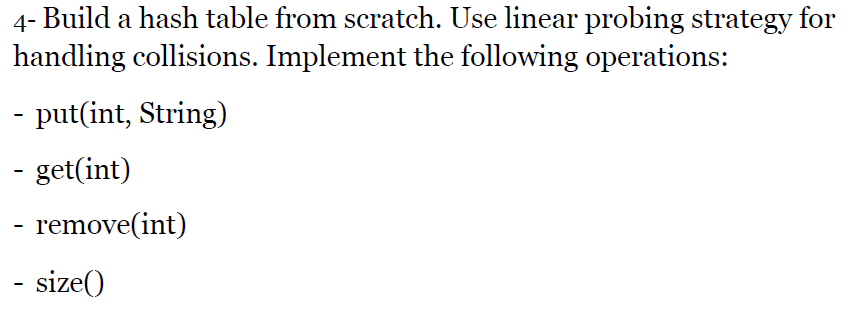 4- Build a hash table from scratch. Use linear probing strategy for
handling collisions. Implement the following operations:
- put(int, String)
- get(int)
- remove(int)
- size()